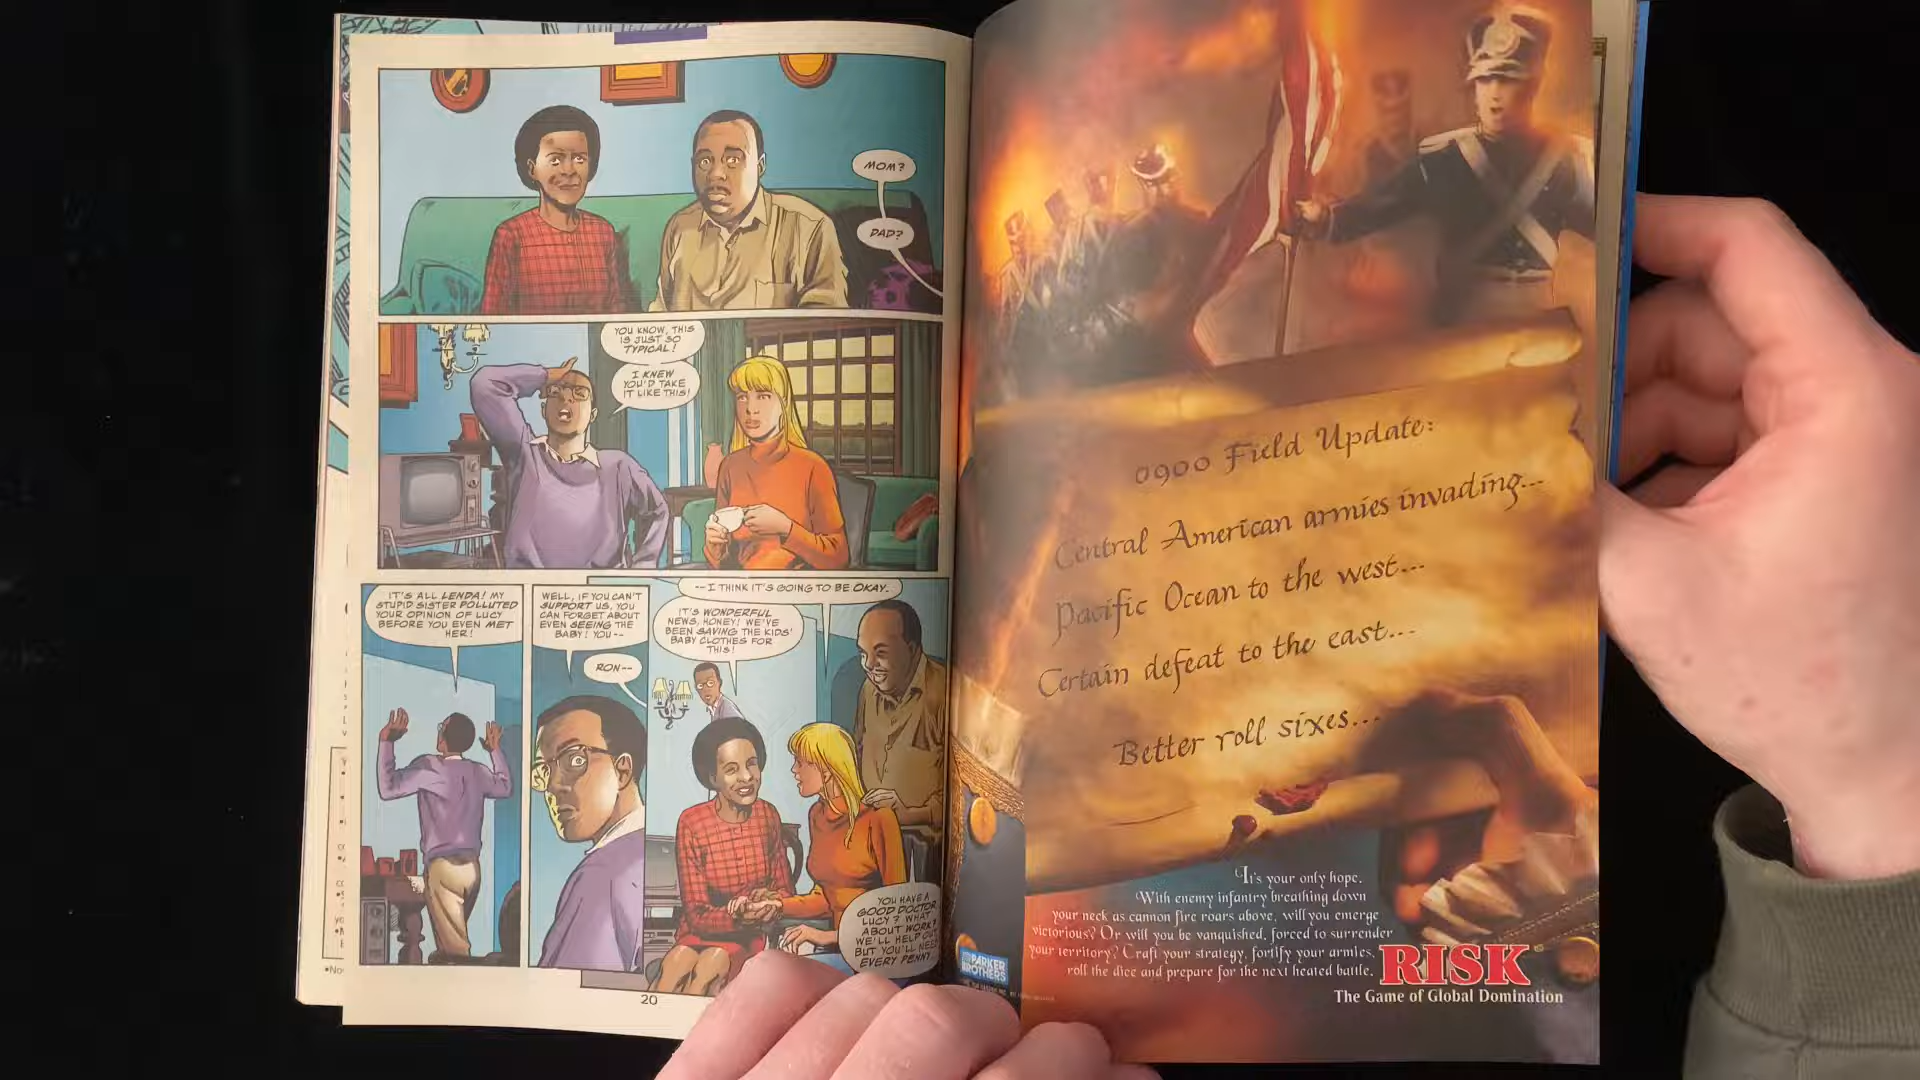 MOM?
DAD?
YOU KNOW, THIS
IS JUST SO
TYPICAL!
I KNEW
YOU'D TAKE
IT LIKE THIS!
IT'S ALL LENDA! MY
STUPID SISTER POLLUTED
YOUR OPINION OF LUCY
BEFORE YOU EVEN MET
HER!
WELL, IF YOU CAN'T
SUPPORT US, YOU
CAN FORGET ABOUT
EVEN SEEING THE
BABY! YOU--
RON--
--I THINK IT'S GOING TO BE OKAY.
IT'S WONDERFUL
NEWS, HONEY! WE'VE
BEEN SAVING THE KIDS'
BABY CLOTHES FOR
THIS!
YOU HAVE A
GOOD DOCTOR,
LUCY? WHAT
ABOUT WORK?
WE'LL HELP OUT
BUT YOU'LL NEED
EVERY PENNY.
20
0900 Field Update:
Central American armies invading...
Pacific Ocean to the west...
Certain defeat to the east...
Better roll sixes...
It's your only hope.
With enemy infantry breathing down
your neck as cannon fire roars above, will you emerge
victorious? Or will you be vanquished, forced to surrender
your territory? Craft your strategy, fortify your armies,
roll the dice and prepare for the next heated battle.
RISK
The Game of Global Domination
PARKER
BROTHERS